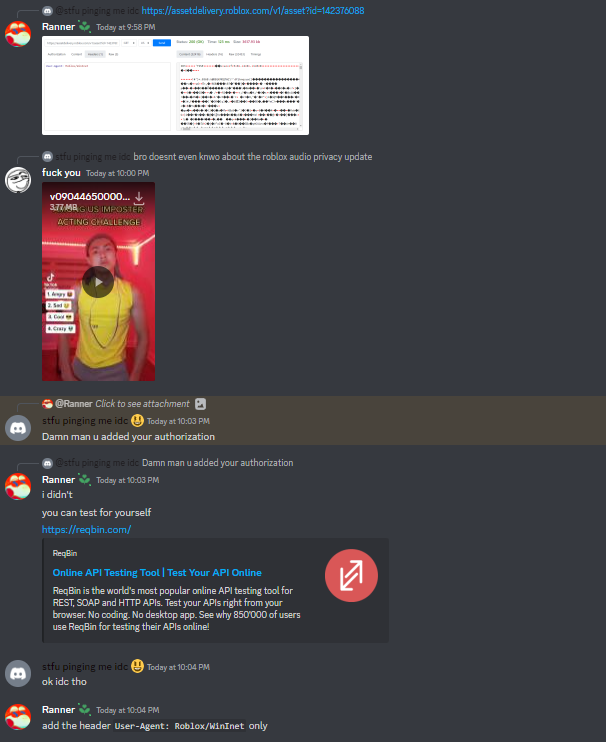 @stfu pinging me idc https://assetdelivery.roblox.com/v1/asset?id=142376088
Ranner Today at 9:58 PM
stfu pinging me idc bro doesnt even knwo about the roblox audio privacy update
fuck you Today at 10:00 PM
v09044650000...
3.77 MB
AMONG US IMPOSTER
ACTING CHALLENGE
TikTok
1. Angry 😡
2. Sad 😢
3. Cool 😎
4. Crazy 💀
@Ranner Click to see attachment
stfu pinging me idc 😃 Today at 10:03 PM
Damn man u added your authorization
@stfu pinging me idc Damn man u added your authorization
Ranner Today at 10:03 PM
i didn't
you can test for yourself
https://reqbin.com/
ReqBin
Online API Testing Tool | Test Your API Online
ReqBin is the world's most popular online API testing tool for
REST, SOAP and HTTP APIs. Test your APIs right from your
browser. No coding. No desktop app. See why 850'000 of users
use ReqBin for testing their APIs online!
stfu pinging me idc 😃 Today at 10:04 PM
ok idc tho
Ranner Today at 10:04 PM
add the header User-Agent: Roblox/WinInet only